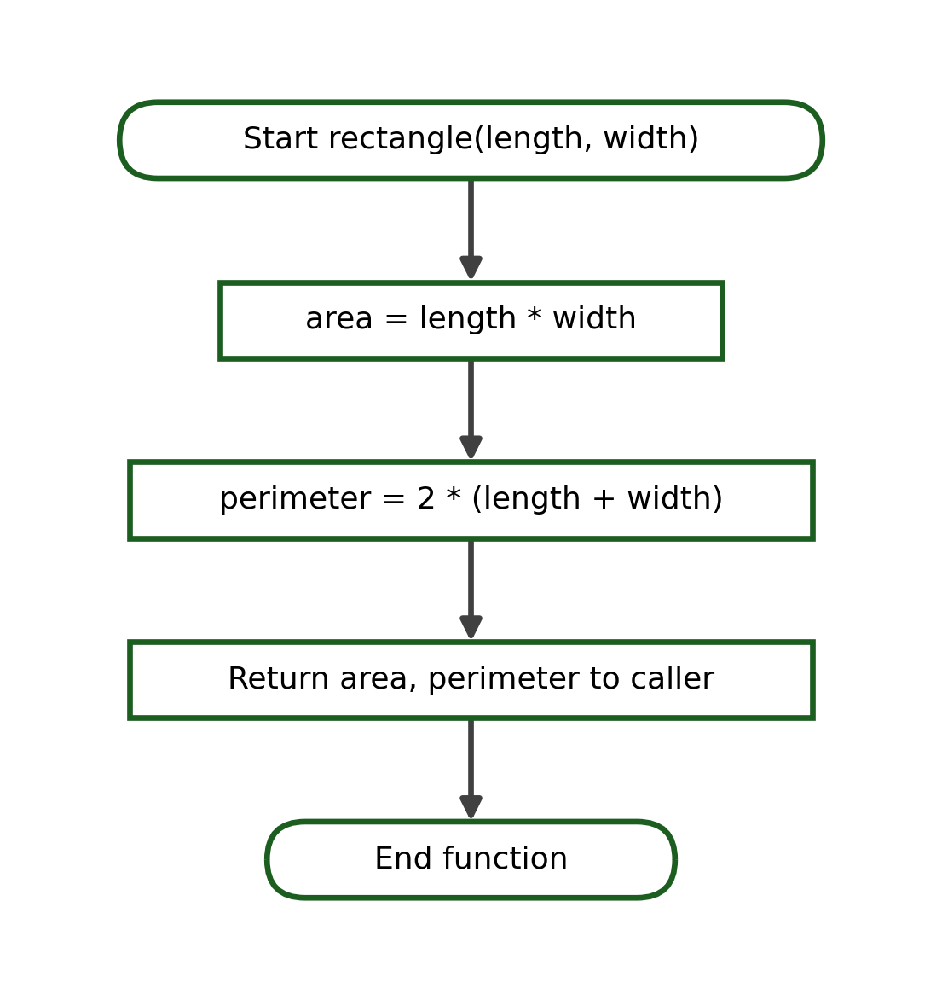 Start rectangle(length, width)
area = length * width
perimeter = 2 * (length + width)
Return area, perimeter to caller
End function